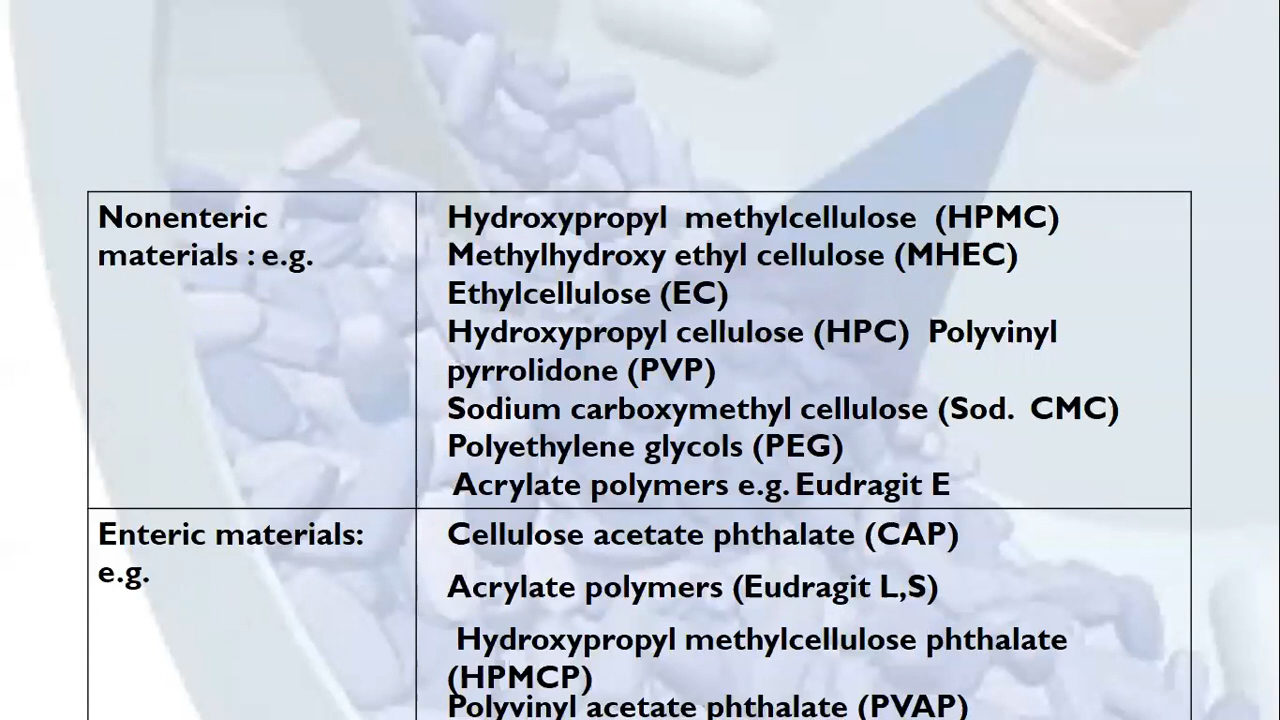 Nonenteric
materials : e.g.
Hydroxypropyl methylcellulose (HPMC)
Methylhydroxy ethyl cellulose (MHEC)
Ethylcellulose (EC)
Hydroxypropyl cellulose (HPC) Polyvinyl
pyrrolidone (PVP)
Sodium carboxymethyl cellulose (Sod. CMC)
Polyethylene glycols (PEG)
Acrylate polymers e.g. Eudragit E
Enteric materials:
e.g.
Cellulose acetate phthalate (CAP)
Acrylate polymers (Eudragit L,S)
Hydroxypropyl methylcellulose phthalate
(HPMCP)
Polyvinyl acetate phthalate (PVAP)